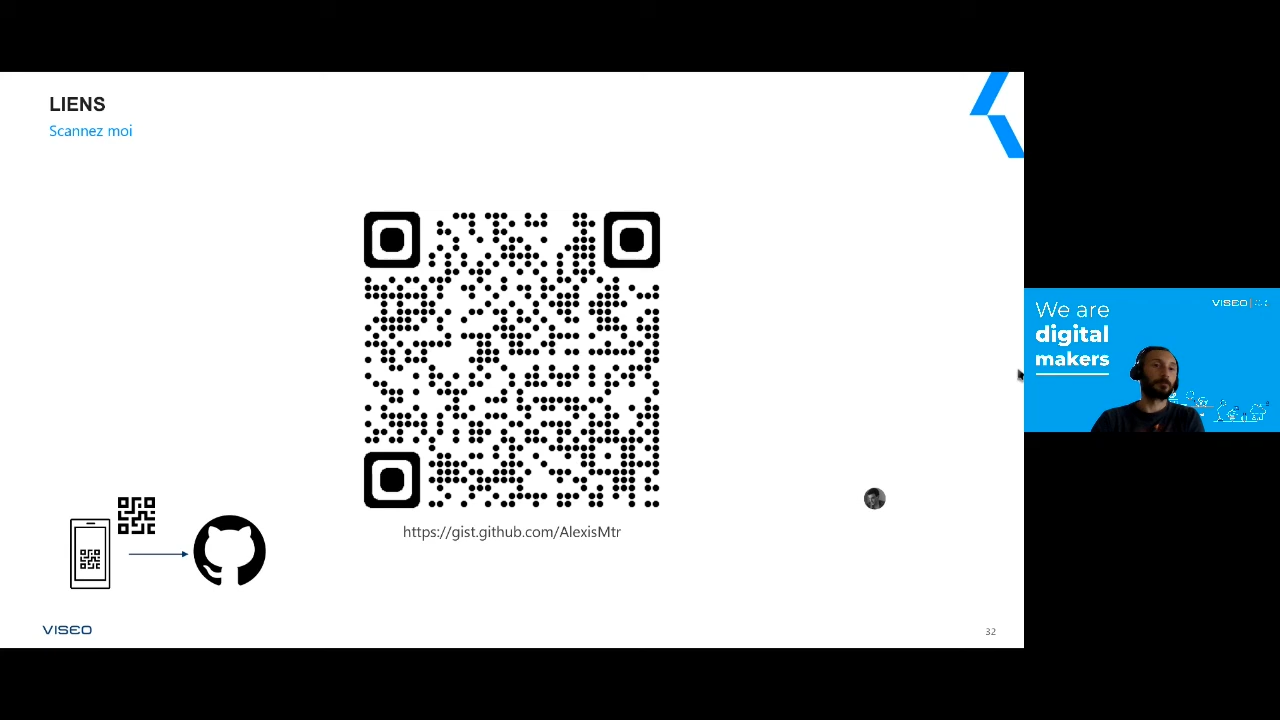 LIENS
Scannez moi
https://gist.github.com/AlexisMtr
VISEO
32
VISEO
We are
digital
makers